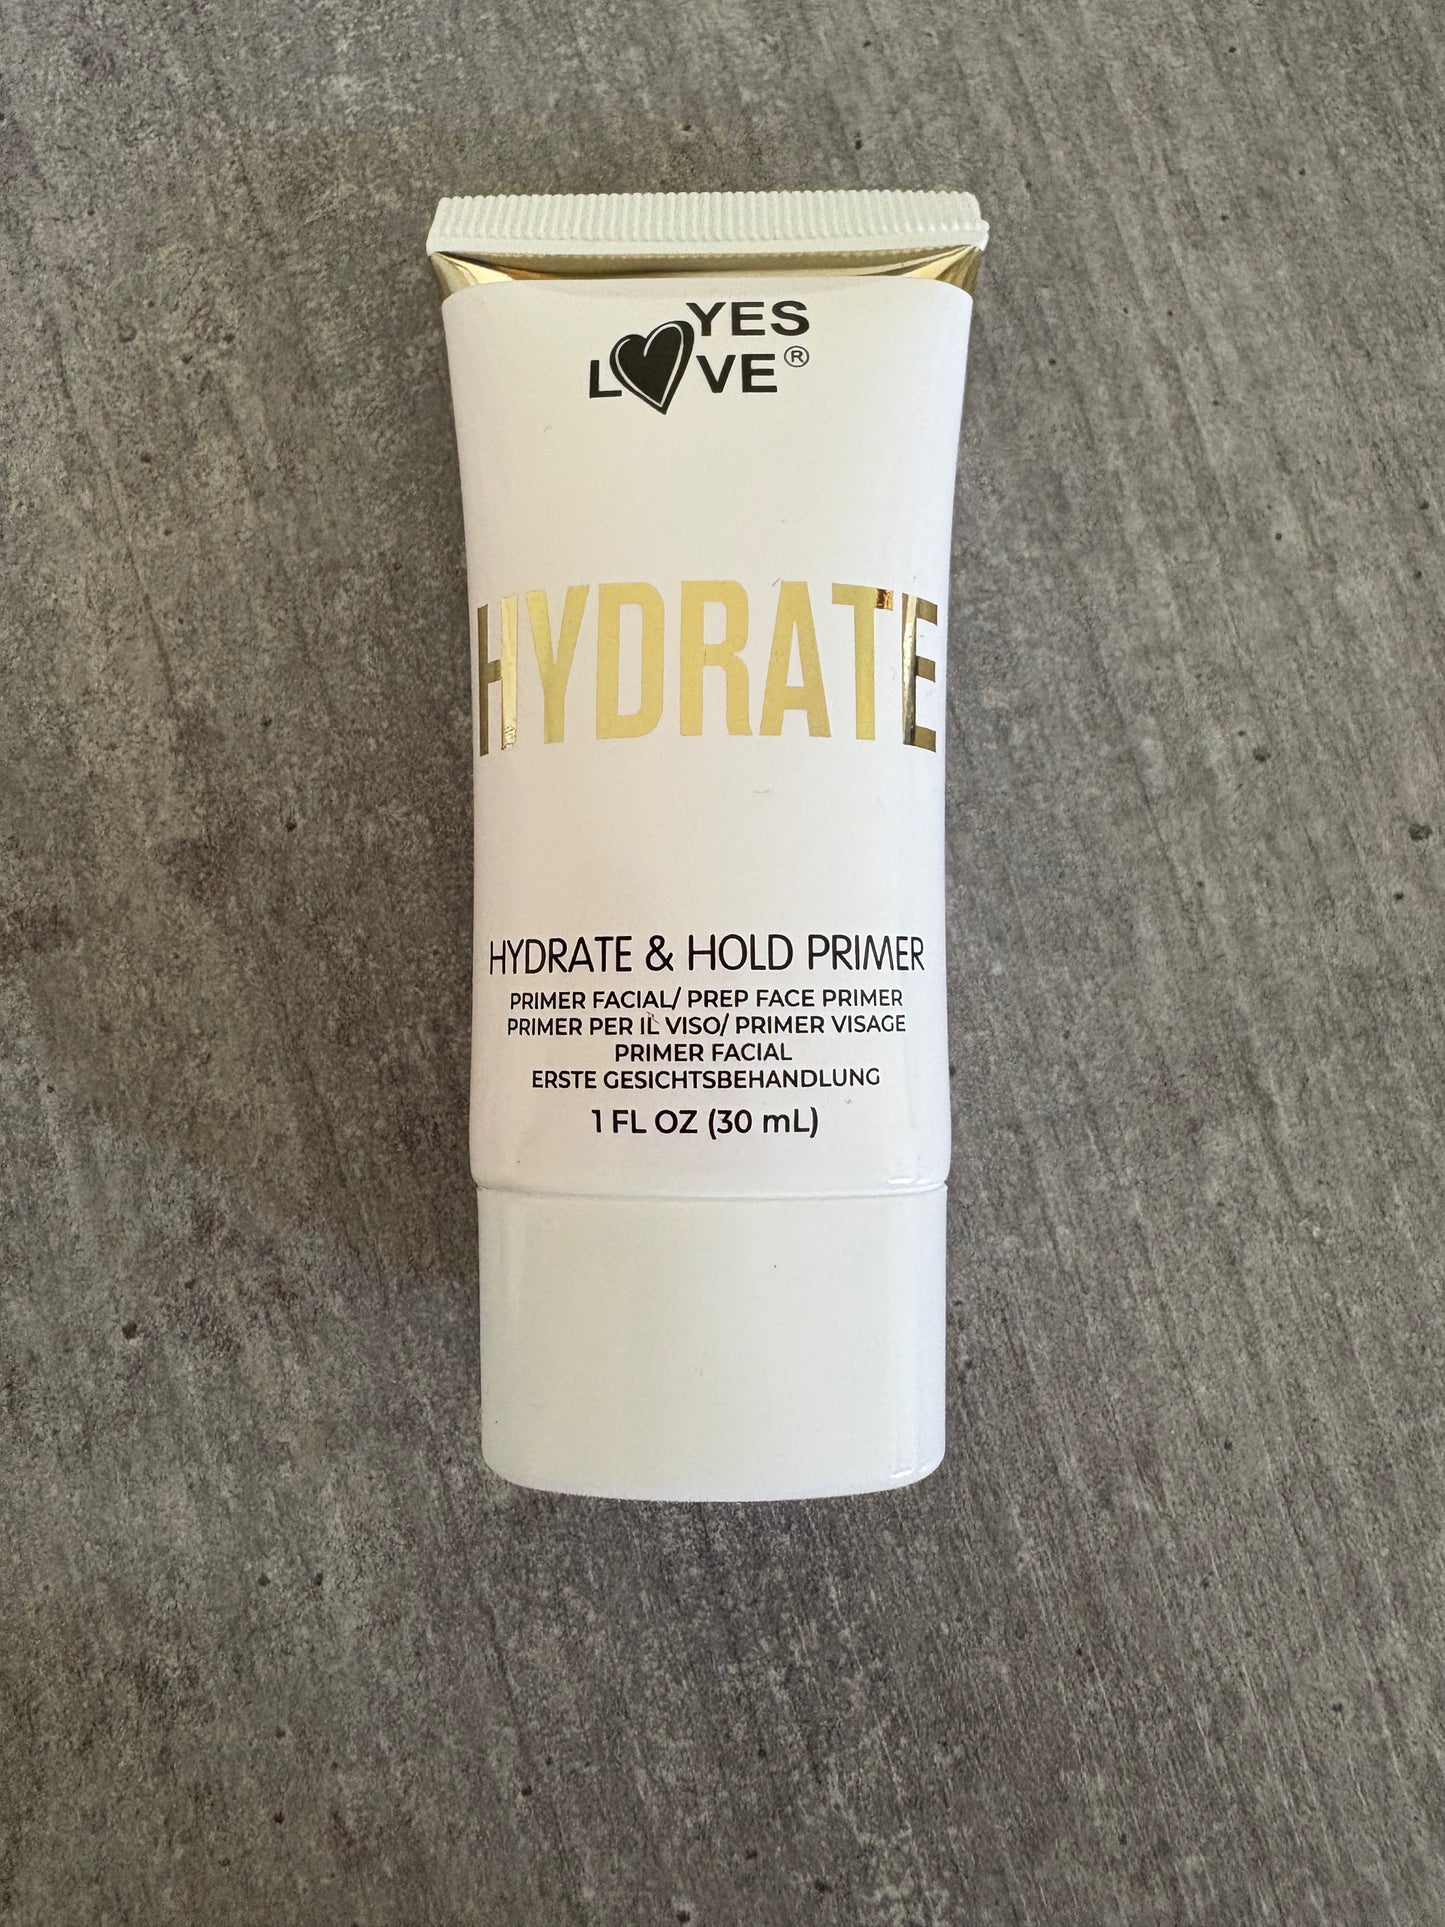 YES
LOVE®
HYDRATE
HYDRATE & HOLD PRIMER
PRIMER FACIAL/ PREP FACE PRIMER
PRIMER PER IL VISO/ PRIMER VISAGE
PRIMER FACIAL
ERSTE GESICHTSBEHANDLUNG
1 FL OZ (30 mL)